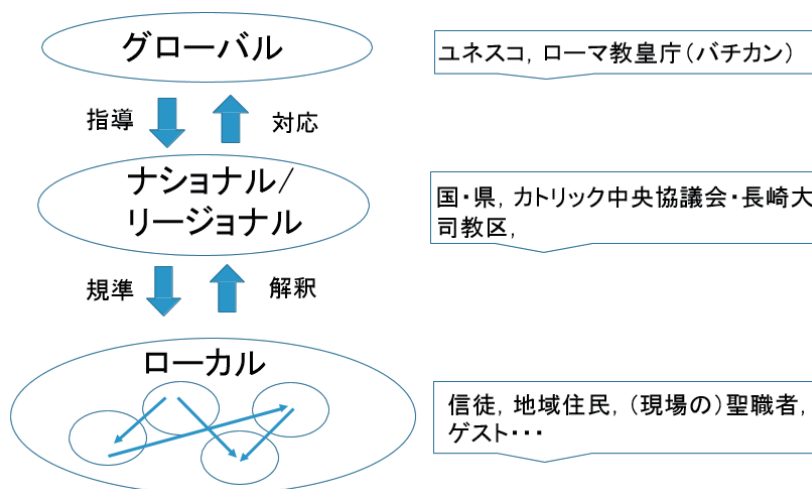 グローバル
ユネスコ, ローマ教皇庁(バチカン)
指導
対応
ナショナル/
リージョナル
国・県, カトリック中央協議会・長崎大
司教区,
規準
解釈
ローカル
信徒, 地域住民, (現場の)聖職者,
ゲスト・・・